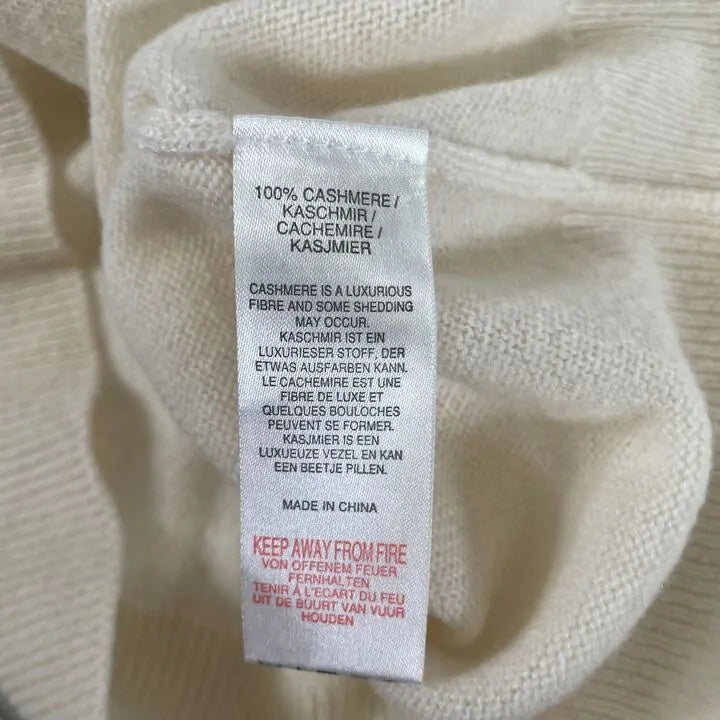 100% CASHMERE /
KASCHMIR /
CACHEMIRE /
KASJMIER
CASHMERE IS A LUXURIOUS
FIBRE AND SOME SHEDDING
MAY OCCUR.
KASCHMIR IST EIN
LUXURIESER STOFF, DER
ETWAS AUSFARBEN KANN.
LE CACHEMIRE EST UNE
FIBRE DE LUXE ET
QUELQUES BOULOCHES
PEUVENT SE FORMER.
KASJMIER IS EEN
LUXUEUZE VEZEL EN KAN
EEN BEETJE PILLEN.
MADE IN CHINA
KEEP AWAY FROM FIRE
VON OFFENEM FEUER
FERNHALTEN
TENIR À L'ECART DU FEU
UIT DE BUURT VAN VUUR
HOUDEN